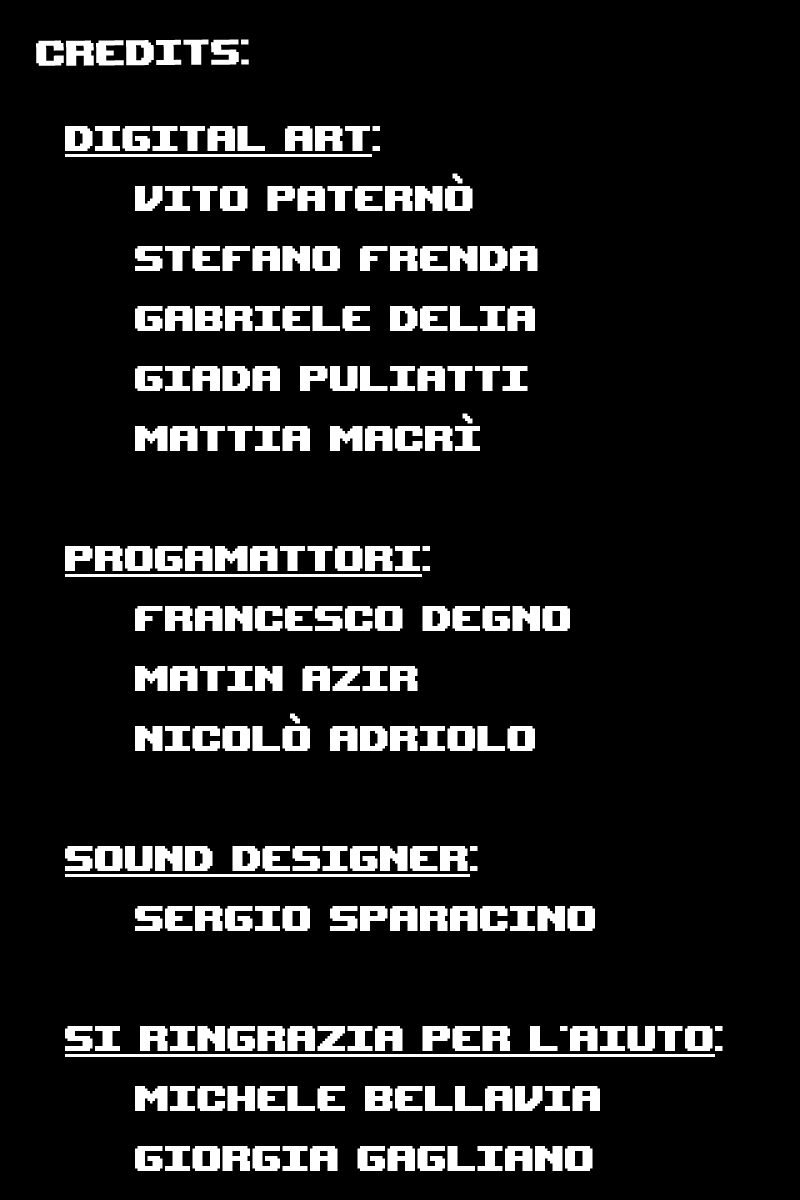 CREDITS:
DIGITAL ART:
VITO PATERNÒ
STEFANO FRENDA
GABRIELE DELIA
GIADA PULIATTI
MATTIA MACRÌ
PROGAMATTORI:
FRANCESCO DEGNO
MATIN AZIR
NICOLÒ ADRIOLO
SOUND DESIGNER:
SERGIO SPARACINO
SI RINGRAZIA PER L'AIUTO:
MICHELE BELLAVIA
GIORGIA GAGLIANO